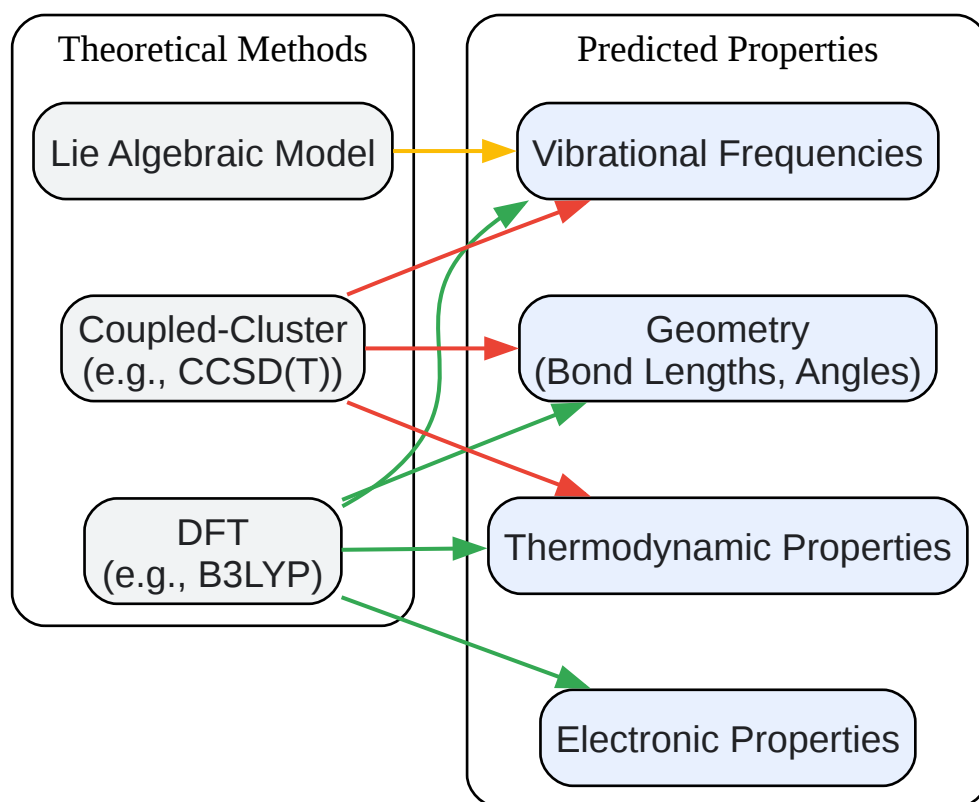 Theoretical Methods
Predicted Properties
Lie Algebraic Model
Vibrational Frequencies
Coupled-Cluster
(e.g., CCSD(T))
Geometry
(Bond Lengths, Angles)
DFT
(e.g., B3LYP)
Thermodynamic Properties
Electronic Properties